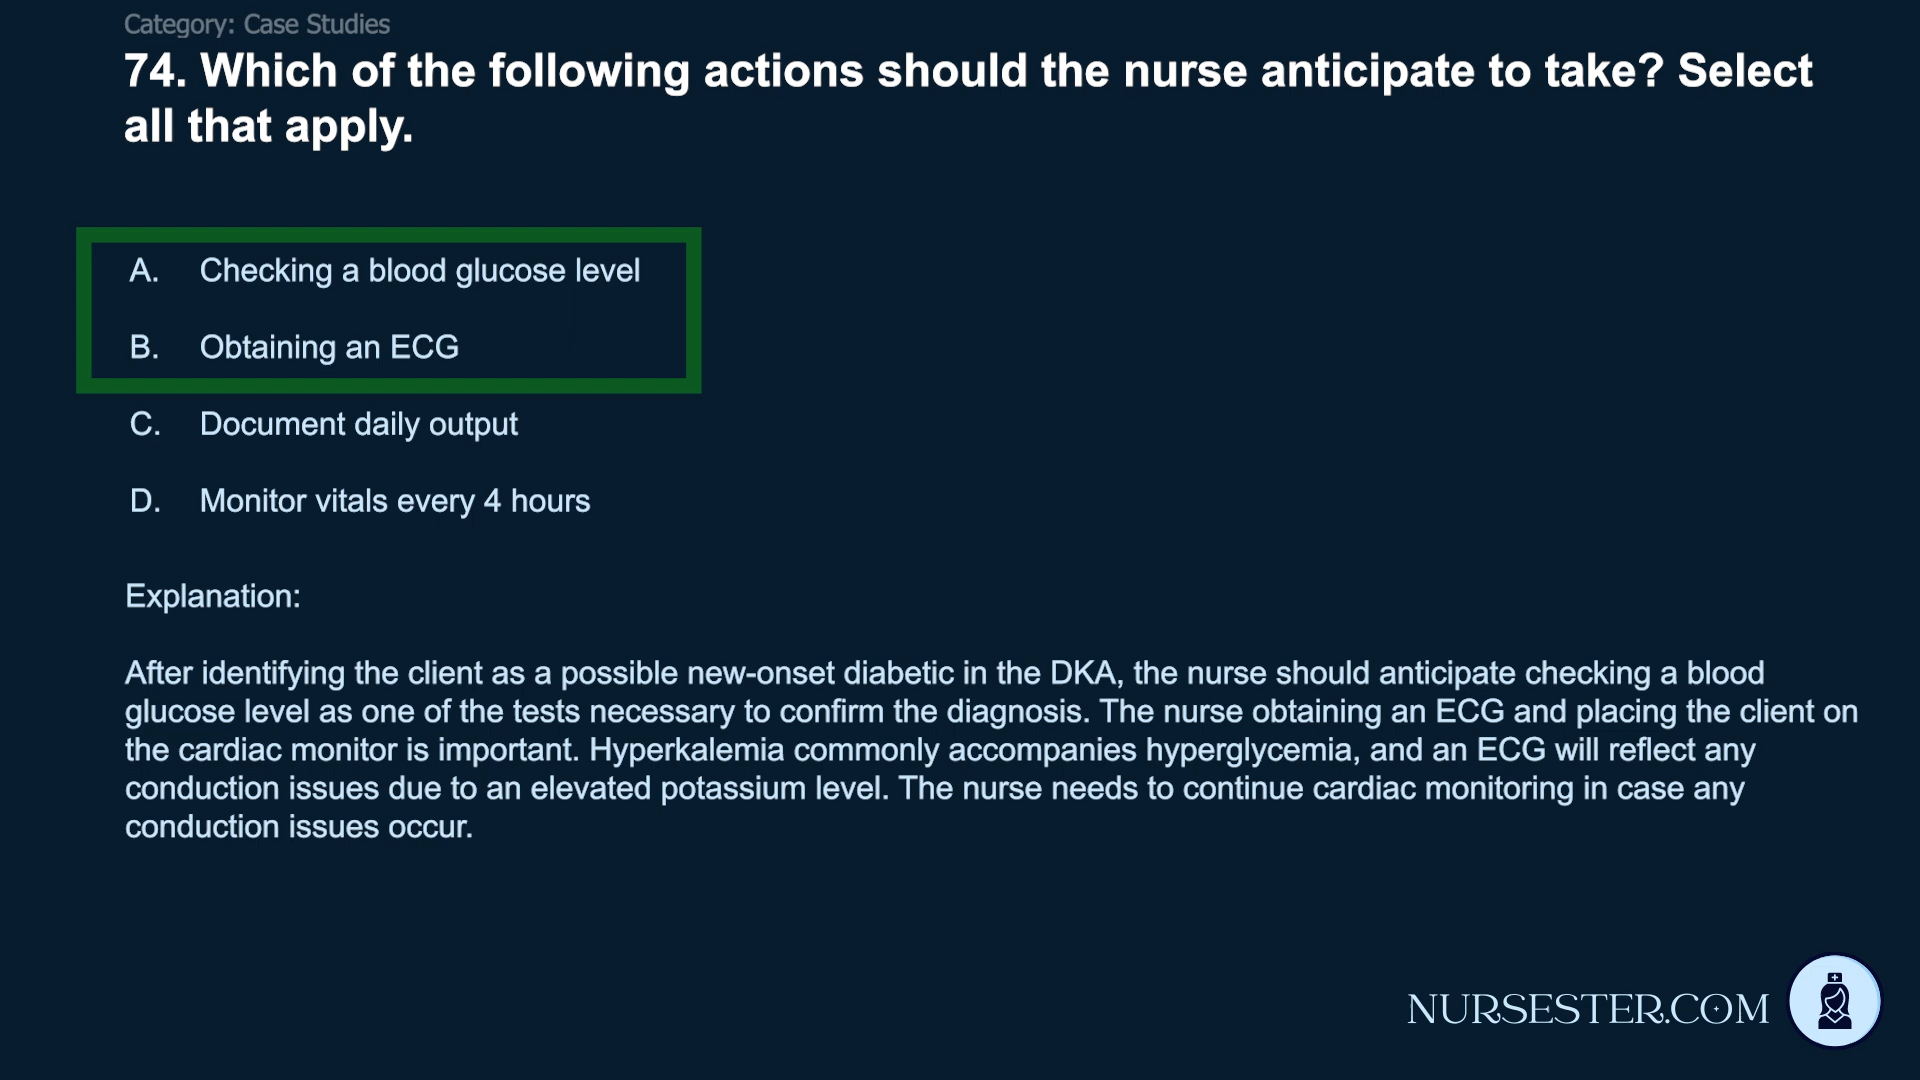 Category: Case Studies
74. Which of the following actions should the nurse anticipate to take? Select
all that apply.
A. Checking a blood glucose level
B. Obtaining an ECG
C. Document daily output
D. Monitor vitals every 4 hours
Explanation:
After identifying the client as a possible new-onset diabetic in the DKA, the nurse should anticipate checking a blood
glucose level as one of the tests necessary to confirm the diagnosis. The nurse obtaining an ECG and placing the client on
the cardiac monitor is important. Hyperkalemia commonly accompanies hyperglycemia, and an ECG will reflect any
conduction issues due to an elevated potassium level. The nurse needs to continue cardiac monitoring in case any
conduction issues occur.
NURSESTER.COM